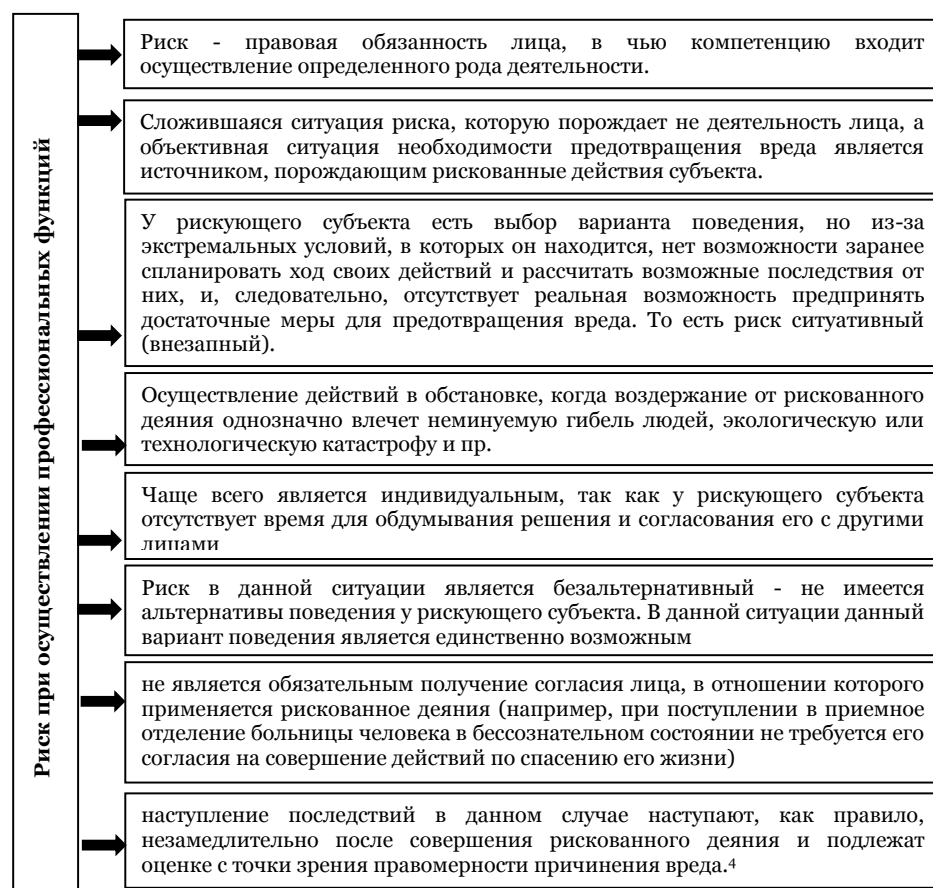 Риск при осуществлении профессиональных функций
Риск - правовая обязанность лица, в чью компетенцию входит
осуществление определенного рода деятельности.
Сложившаяся ситуация риска, которую порождает не деятельность лица, а
объективная ситуация необходимости предотвращения вреда является
источником, порождающим рискованные действия субъекта.
У рискующего субъекта есть выбор варианта поведения, но из-за
экстремальных условий, в которых он находится, нет возможности заранее
спланировать ход своих действий и рассчитать возможные последствия от
них, и, следовательно, отсутствует реальная возможность предпринять
достаточные меры для предотвращения вреда. То есть риск ситуативный
(внезапный).
Осуществление действий в обстановке, когда воздержание от рискованного
деяния однозначно влечет неминуемую гибель людей, экологическую или
технологическую катастрофу и пр.
Чаще всего является индивидуальным, так как у рискующего субъекта
отсутствует время для обдумывания решения и согласования его с другими
лицами
Риск в данной ситуации является безальтернативный - не имеется
альтернативы поведения у рискующего субъекта. В данной ситуации данный
вариант поведения является единственно возможным
не является обязательным получение согласия лица, в отношении которого
применяется рискованное деяния (например, при поступлении в приемное
отделение больницы человека в бессознательном состоянии не требуется его
согласия на совершение действий по спасению его жизни)
наступление последствий в данном случае наступают, как правило,
незамедлительно после совершения рискованного деяния и подлежат
оценке с точки зрения правомерности причинения вреда.⁴